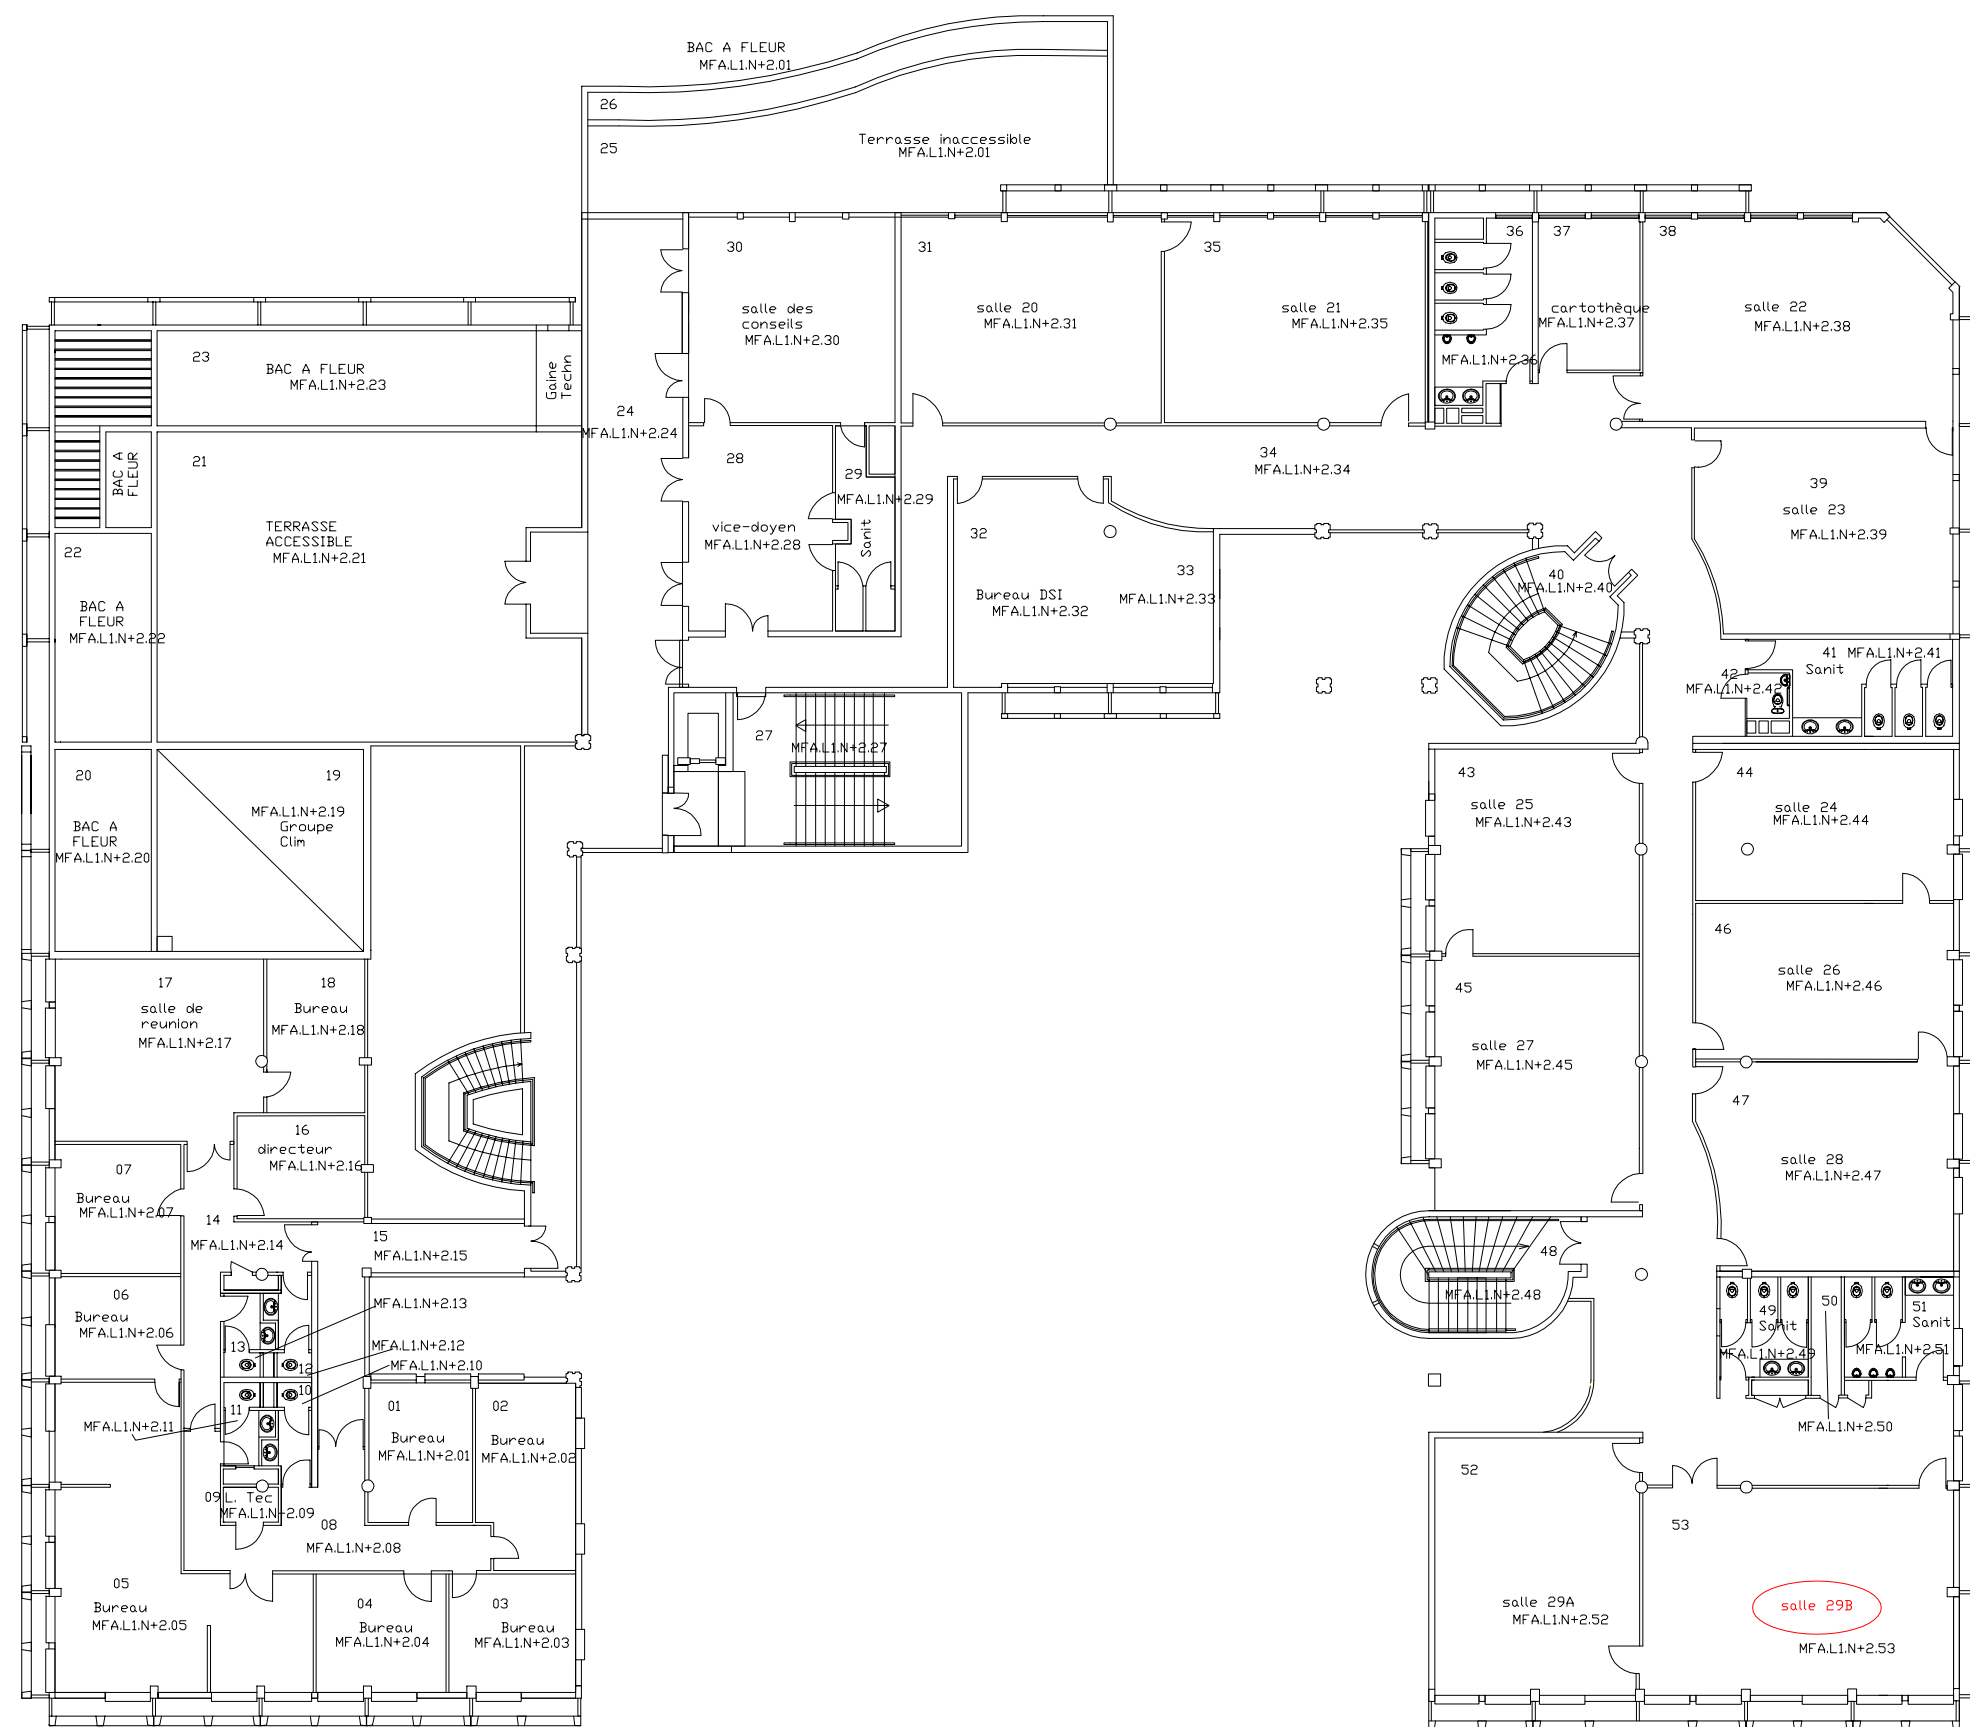 BAC A FLEUR
MFA.L1.N+2.01
26
25
Terrasse inaccessible
MFA.L1.N+2.01
30
salle des
conseils
MFA.L1.N+2.30
31
salle 20
MFA.L1.N+2.31
35
salle 21
MFA.L1.N+2.35
36
MFA.L1.N+2.36
37
cartothèque
MFA.L1.N+2.37
38
salle 22
MFA.L1.N+2.38
23
BAC A FLEUR
MFA.L1.N+2.23
Gaine
Techn
24
MFA.L1.N+2.24
21
BAC A
FLEUR
TERRASSE
ACCESSIBLE
MFA.L1.N+2.21
28
vice-doyen
MFA.L1.N+2.28
29
MFA.L1.N+2.29
Sanit
34
MFA.L1.N+2.34
39
salle 23
MFA.L1.N+2.39
32
Bureau DSI
MFA.L1.N+2.32
33
MFA.L1.N+2.33
40
MFA.L1.N+2.40
22
BAC A
FLEUR
MFA.L1.N+2.22
41
MFA.L1.N+2.41
Sanit
42
MFA.L1.N+2.42
27
MFA.L1.N+2.27
20
BAC A
FLEUR
MFA.L1.N+2.20
19
MFA.L1.N+2.19
Groupe
Clim
43
salle 25
MFA.L1.N+2.43
44
salle 24
MFA.L1.N+2.44
46
salle 26
MFA.L1.N+2.46
17
salle de
reunion
MFA.L1.N+2.17
18
Bureau
MFA.L1.N+2.18
45
salle 27
MFA.L1.N+2.45
47
salle 28
MFA.L1.N+2.47
16
directeur
MFA.L1.N+2.16
07
Bureau
MFA.L1.N+2.07
14
MFA.L1.N+2.14
15
MFA.L1.N+2.15
48
MFA.L1.N+2.48
06
Bureau
MFA.L1.N+2.06
MFA.L1.N+2.13
13
12
MFA.L1.N+2.12
MFA.L1.N+2.10
10
11
MFA.L1.N+2.11
49
Sanit
MFA.L1.N+2.49
50
51
Sanit
MFA.L1.N+2.51
MFA.L1.N+2.50
01
Bureau
MFA.L1.N+2.01
02
Bureau
MFA.L1.N+2.02
09 L. Tec
MFA.L1.N+2.09
08
MFA.L1.N+2.08
52
salle 29A
MFA.L1.N+2.52
53
salle 29B
MFA.L1.N+2.53
05
Bureau
MFA.L1.N+2.05
04
Bureau
MFA.L1.N+2.04
03
Bureau
MFA.L1.N+2.03